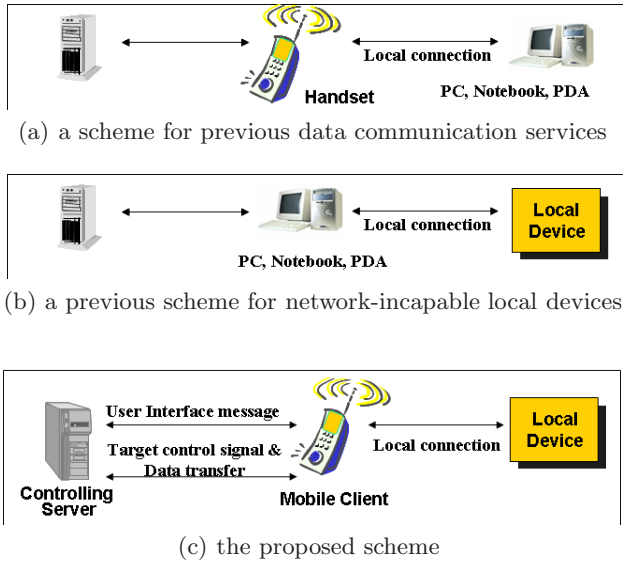 Local connection
Handset
PC, Notebook, PDA
(a) a scheme for previous data communication services
Local connection
Local
Device
PC, Notebook, PDA
(b) a previous scheme for network-incapable local devices
User Interface message
Target control signal &
Data transfer
Controlling
Server
Mobile Client
Local connection
Local
Device
(c) the proposed scheme